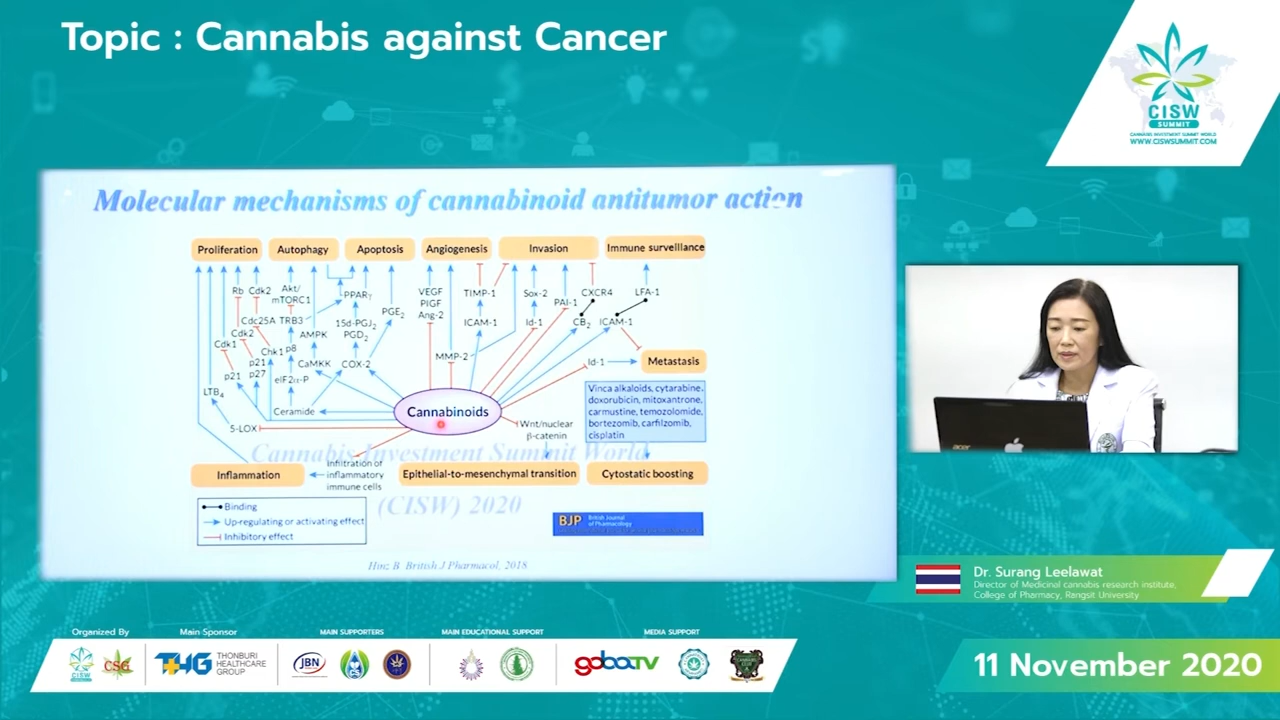 Topic : Cannabis against Cancer
CISW
SUMMIT
CANNABIS INVESTMENT SUMMIT WORLD
WWW.CISWSUMMIT.COM
Molecular mechanisms of cannabinoid antitumor action
Proliferation
Autophagy
Apoptosis
Angiogenesis
Invasion
Immune surveillance
Rb Cdk2
Akt/
mTORC1
PPARγ
PGE2
VEGF
PlGF
Ang-2
TIMP-1
Sox-2
PAI-1
CXCR4
LFA-1
Cdc25A
TRB3
15d-PGJ2
PGD2
ICAM-1
Id-1
CB2
ICAM-1
Cdk2
Cdk1
AMPK
Chk1
p8
p21
p27
p21
CaMKK
COX-2
MMP-2
Id-1
Metastasis
eIF2α-P
LTB4
Ceramide
Cannabinoids
Vinca alkaloids, cytarabine,
doxorubicin, mitoxantrone,
carmustine, temozolomide,
bortezomib, carfilzomib,
cisplatin
5-LOX
Wnt/nuclear
β-catenin
Cannabis Investment Summit World
Inflammation
Infiltration of
inflammatory
immune cells
Epithelial-to-mesenchymal transition
Cytostatic boosting
(CISW) 2020
Binding
Up-regulating or activating effect
Inhibitory effect
BJP
British Journal
of Pharmacology
Hinz B. British J Pharmacol, 2018
acer
Dr. Surang Leelawat
Director of Medicinal cannabis research institute,
College of Pharmacy, Rangsit University
Organized By
Main Sponsor
MAIN SUPPORTERS
MAIN EDUCATIONAL SUPPORT
MEDIA SUPPORT
CISW
CSG
THG
THONBURI
HEALTHCARE
GROUP
JBN
gobaTV
11 November 2020